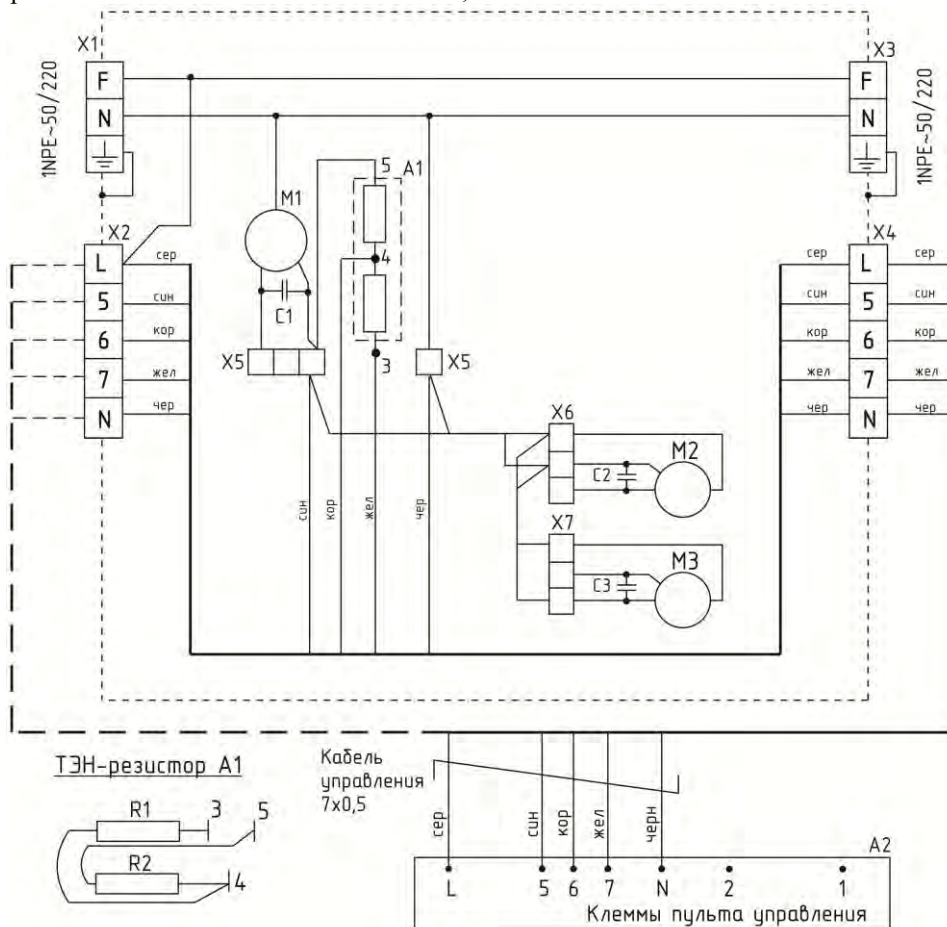 X1
F
N
1NPE~50/220
X3
F
N
1NPE~50/220
5
A1
M1
4
C1
3
X5
X5
X2
L
5
6
7
N
сер
син
кор
жел
чер
X4
L
5
6
7
N
сер
син
кор
жел
чер
сер
син
кор
жел
чер
X6
M2
C2
X7
M3
C3
син
кор
жел
чер
ТЭН-резистор A1
R1
3
5
R2
4
Кабель
управления
7x0,5
сер
син
кор
жел
черн
A2
L
5
6
7
N
2
1
Клеммы пульта управления